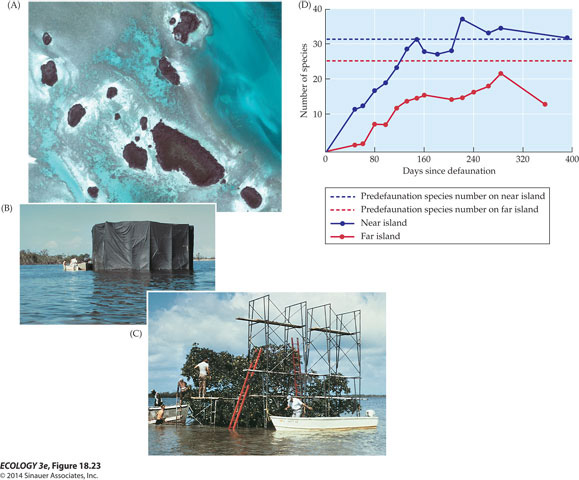 (A)
(B)
(C)
(D)
Number of species
40
30
20
10
0
80
160
240
320
400
Days since defaunation
Predefaunation species number on near island
Predefaunation species number on far island
Near island
Far island
ECOLOGY 3e, Figure 18.23
© 2014 Sinauer Associates, Inc.